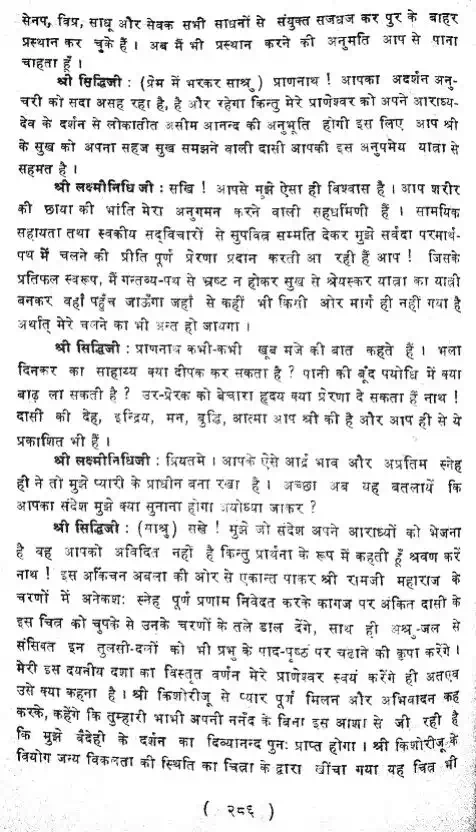 सेनप, विप्र, साधू और सेवक सभी साधनों से संयुक्त सजधज कर पुर के बाहर
प्रस्थान कर चुके हैं । अब मैं भी प्रस्थान करने की अनुमति आप से पाना
चाहता हूँ ।
श्री सिद्धिजी : (प्रेम में भरकर साश्रु) प्राणनाथ ! आपका अदर्शन अनु-
चरी को सदा असह रहा है, है और रहेगा किन्तु मेरे प्राणेश्वर को अपने आराध्य-
देव के दर्शन से लोकातीत असीम आनन्द की अनुभूति होगी इस लिए आप श्री
के सुख को अपना सहज सुख समझने वाली दासी आपकी इस अनुपमेय यात्रा से
सहमत है ।
श्री लक्ष्मीनिधि जी : सखि ! आपसे मुझे ऐसा ही विश्वास है । आप शरीर
की छाया की भांति मेरा अनुगमन करने वाली सहधर्मिणी हैं । सामयिक
सहायता तथा स्वकीय सद्विचारों से सुपवित्र सम्मति देकर मुझे सर्वदा परमार्थ-
पथ में चलने की प्रीति पूर्ण प्रेरणा प्रदान करती आ रही हैं आप ! जिसके
प्रतिफल स्वरूप, मैं गन्तव्य-पथ से भ्रष्ट न होकर सुख से श्रेयस्कर यात्रा का यात्री
बनकर वहाँ पहुँच जाऊँगा जहाँ से कहीं भी किसी ओर मार्ग ही नहीं गया है
अर्थात् मेरे चलने का भी अन्त हो जायगा ।
श्री सिद्धिजी : प्राणनाथ कभी-कभी खूब मजे की बात कहते हैं । भला
दिनकर का साहाय्य क्या दीपक कर सकता है ? पानी की बूँद पयोधि में क्या
बाढ़ ला सकती है ? उर-प्रेरक को बेचारा हृदय क्या प्रेरणा दे सकता है नाथ !
दासी की देह, इन्द्रिय, मन, बुद्धि, आत्मा आप श्री की है और आप ही से ये
प्रकाशित भी हैं ।
श्री लक्ष्मीनिधिजी : प्रियतमे । आपके ऐसे आर्द्र भाव और अप्रतिम स्नेह
ही ने तो मुझे प्यारी के प्राधीन बना रखा है । अच्छा अब यह बतलायें कि
आपका संदेश मुझे क्या सुनाना होगा अयोध्या जाकर ?
श्री सिद्धिजी : (साश्रु) सखे ! मुझे जो संदेश अपने आराध्यों को भेजना
है वह आपको अविदित नहीं है किन्तु प्रार्थना के रूप में कहती हूँ श्रवण करें
नाथ ! इस अकिंचन अबला की ओर से एकान्त पाकर श्री रामजी महाराज के
चरणों में अनेकशः स्नेह पूर्ण प्रणाम निवेदत करके कागज पर अंकित दासी के
इस चित्र को चुपके से उनके चरणों के तले डाल देंगे, साथ ही अश्रु-जल से
संसिक्त इन तुलसी-दलों को भी प्रभु के पाद-पृष्ठ पर चढ़ाने की कृपा करेंगे ।
मेरी इस दयनीय दशा का विस्तृत वर्णन मेरे प्राणेश्वर स्वयं करेंगे ही अतएव
उसे क्या कहना है । श्री किशोरीजू से प्यार पूर्ण मिलन और अभिवादन कह
करके, कहेंगे कि तुम्हारी भाभी अपनी ननँद के बिना इस आशा से जी रही है
कि मुझे बैदेही के दर्शन का दिव्यानन्द पुनः प्राप्त होगा । श्री किशोरीजू के
वियोग जन्य विकलता की स्थिति का चित्र के द्वारा खींचा गया यह चित्र भी
( २८६ )